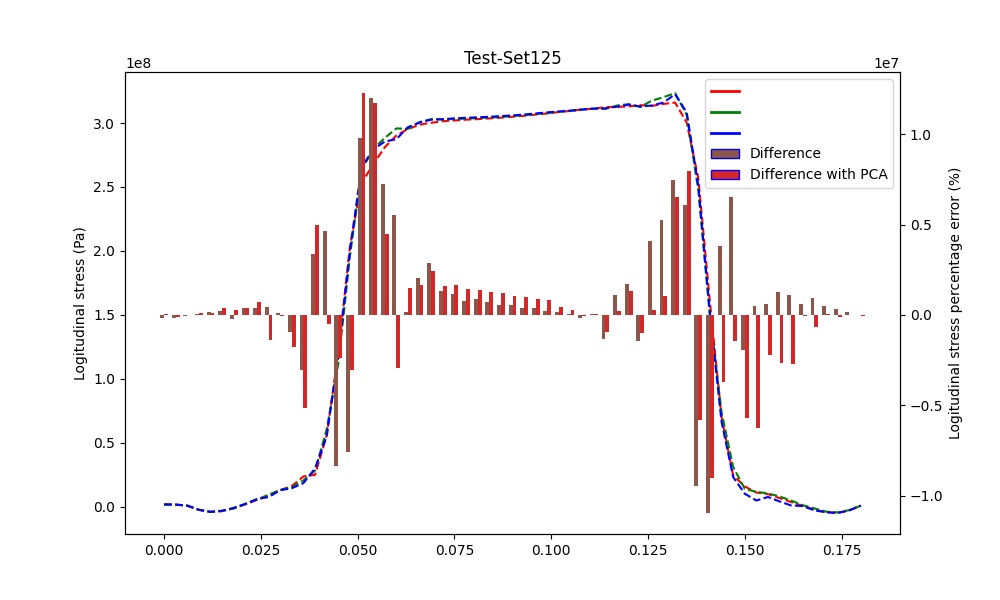 Test-Set125
1e8
1e7
Difference
Difference with PCA
Logitudinal stress (Pa)
3.0
2.5
2.0
1.5
1.0
0.5
0.0
1.0
0.5
0.0
−0.5
−1.0
Logitudinal stress percentage error (%)
0.000 0.025 0.050 0.075 0.100 0.125 0.150 0.175